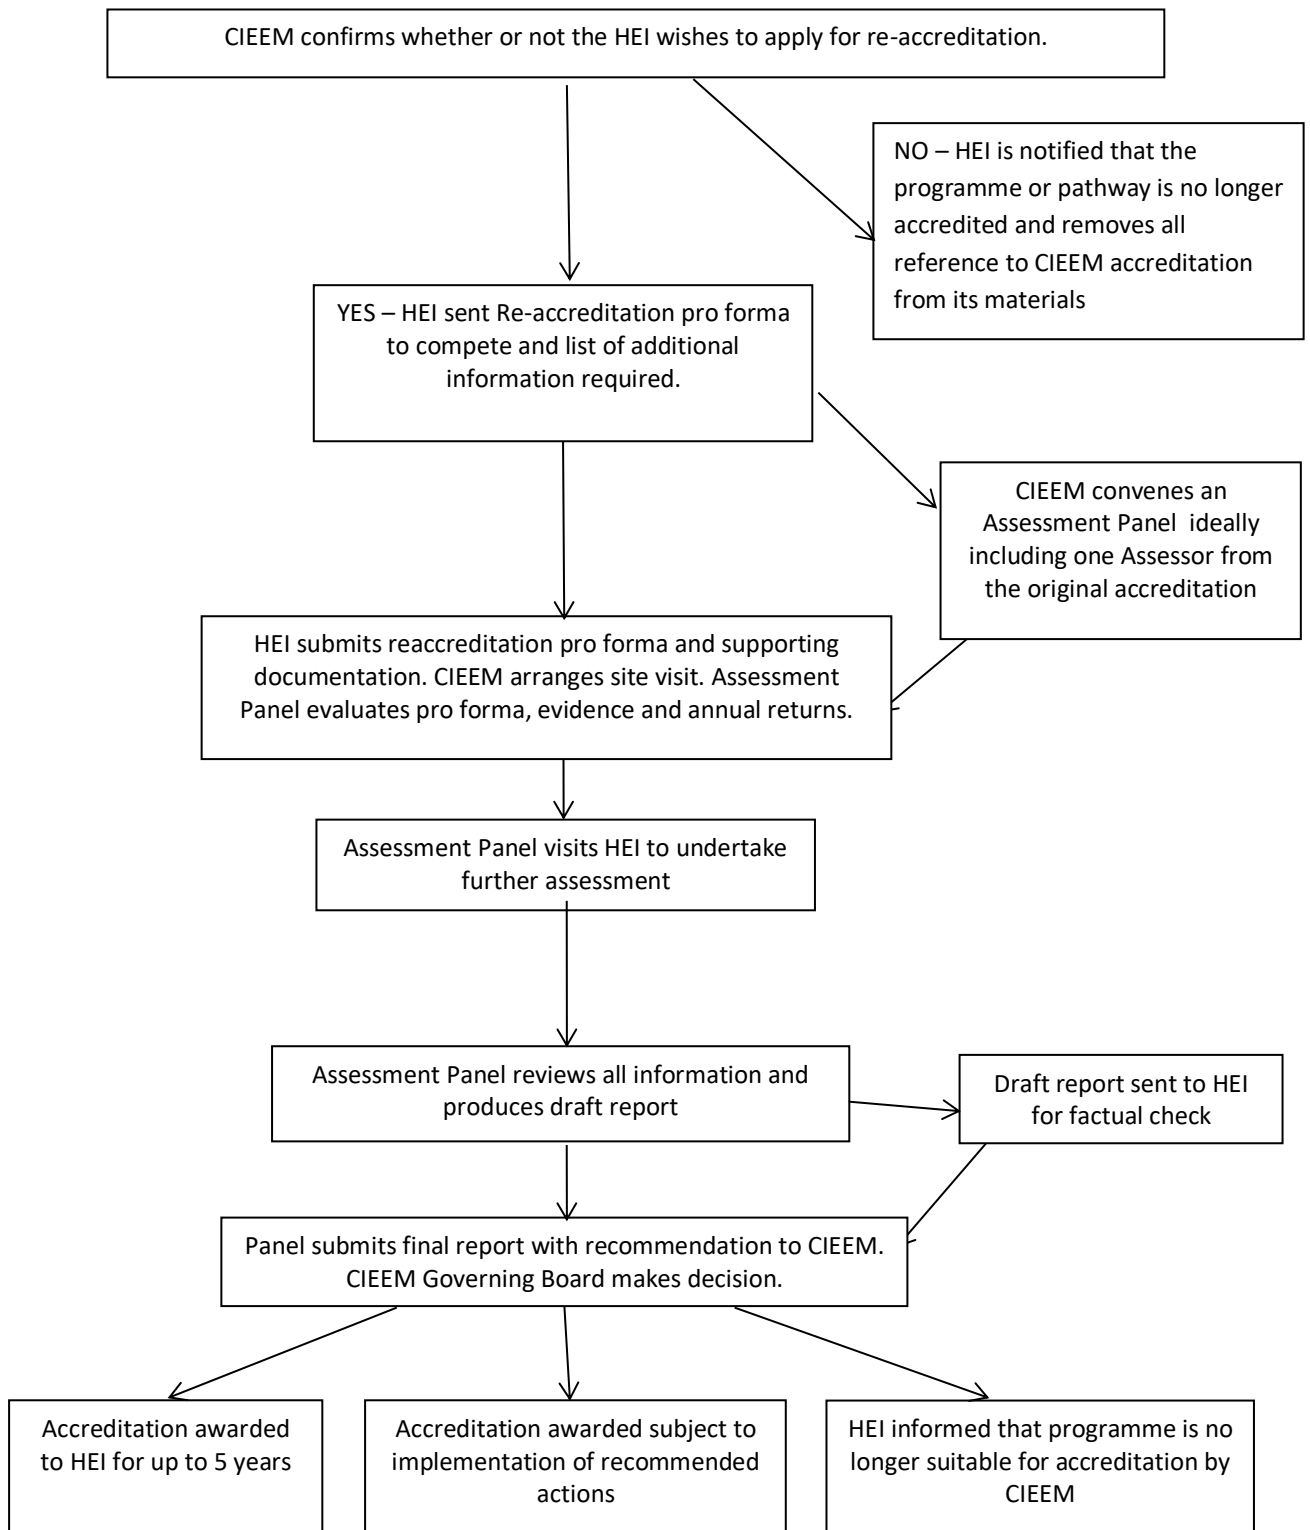 CIEEM confirms whether or not the HEI wishes to apply for re-accreditation.
NO – HEI is notified that the
programme or pathway is no longer
accredited and removes all
reference to CIEEM accreditation
from its materials
YES – HEI sent Re-accreditation pro forma
to compete and list of additional
information required.
CIEEM convenes an
Assessment Panel  ideally
including one Assessor from
the original accreditation
HEI submits reaccreditation pro forma and supporting
documentation. CIEEM arranges site visit. Assessment
Panel evaluates pro forma, evidence and annual returns.
Assessment Panel visits HEI to undertake
further assessment
Assessment Panel reviews all information and
produces draft report
Draft report sent to HEI
for factual check
Panel submits final report with recommendation to CIEEM.
CIEEM Governing Board makes decision.
Accreditation awarded
to HEI for up to 5 years
Accreditation awarded subject to
implementation of recommended
actions
HEI informed that programme is no
longer suitable for accreditation by
CIEEM